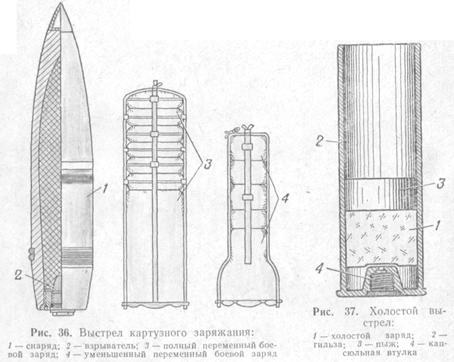 1
2
3
4
2
3
1
4
Рис. 36. Выстрел картузного заряжания:
1 — снаряд; 2 — взрыватель; 3 — полный переменный бое-
вой заряд; 4 — уменьшенный переменный боевой заряд
Рис. 37. Холостой вы-
стрел:
1 — холостой заряд; 2 —
гильза; 3 — пыж; 4 — кап-
сюльная втулка